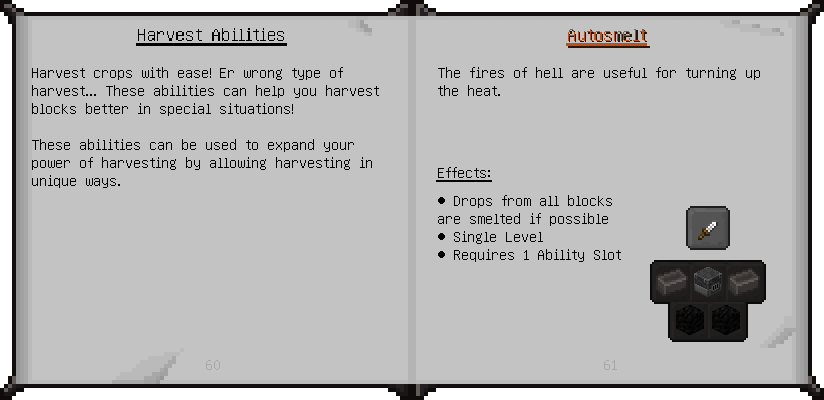 Harvest Abilities
Harvest crops with ease! Er wrong type of
harvest... These abilities can help you harvest
blocks better in special situations!
These abilities can be used to expand your
power of harvesting by allowing harvesting in
unique ways.
60
Autosmelt
The fires of hell are useful for turning up
the heat.
Effects:
● Drops from all blocks
are smelted if possible
● Single Level
● Requires 1 Ability Slot
61